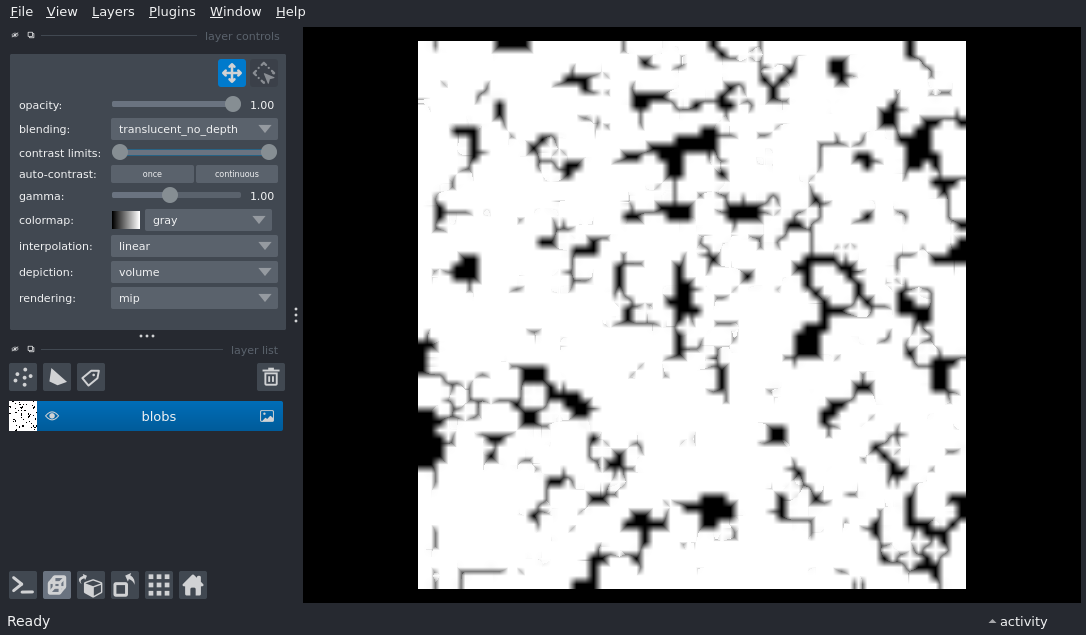 File View Layers Plugins Window Help
layer controls
opacity: 1.00
blending: translucent_no_depth
contrast limits:
auto-contrast: once continuous
gamma: 1.00
colormap: gray
interpolation: linear
depiction: volume
rendering: mip
layer list
blobs
Ready activity